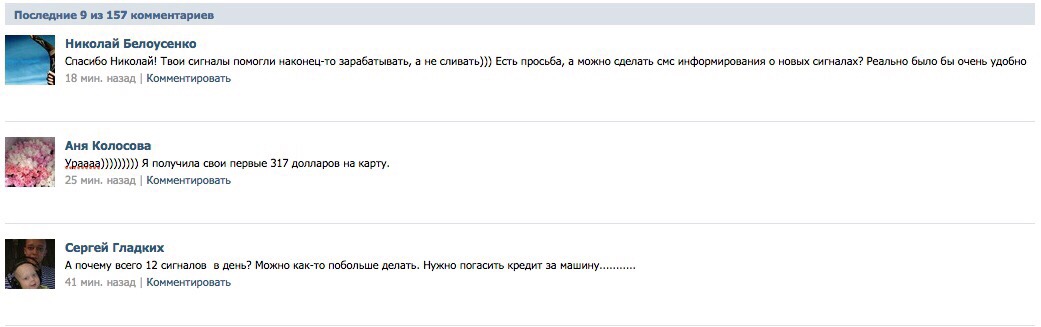 Последние 9 из 157 комментариев
Николай Белоусенко
Спасибо Николай! Твои сигналы помогли наконец-то зарабатывать, а не сливать))) Есть просьба, а можно сделать смс информирования о новых сигналах? Реально было бы очень удобно
18 мин. назад | Комментировать
Аня Колосова
Ураааа))))))))) Я получила свои первые 317 долларов на карту.
25 мин. назад | Комментировать
Сергей Гладких
А почему всего 12 сигналов в день? Можно как-то побольше делать. Нужно погасить кредит за машину...........
41 мин. назад | Комментировать